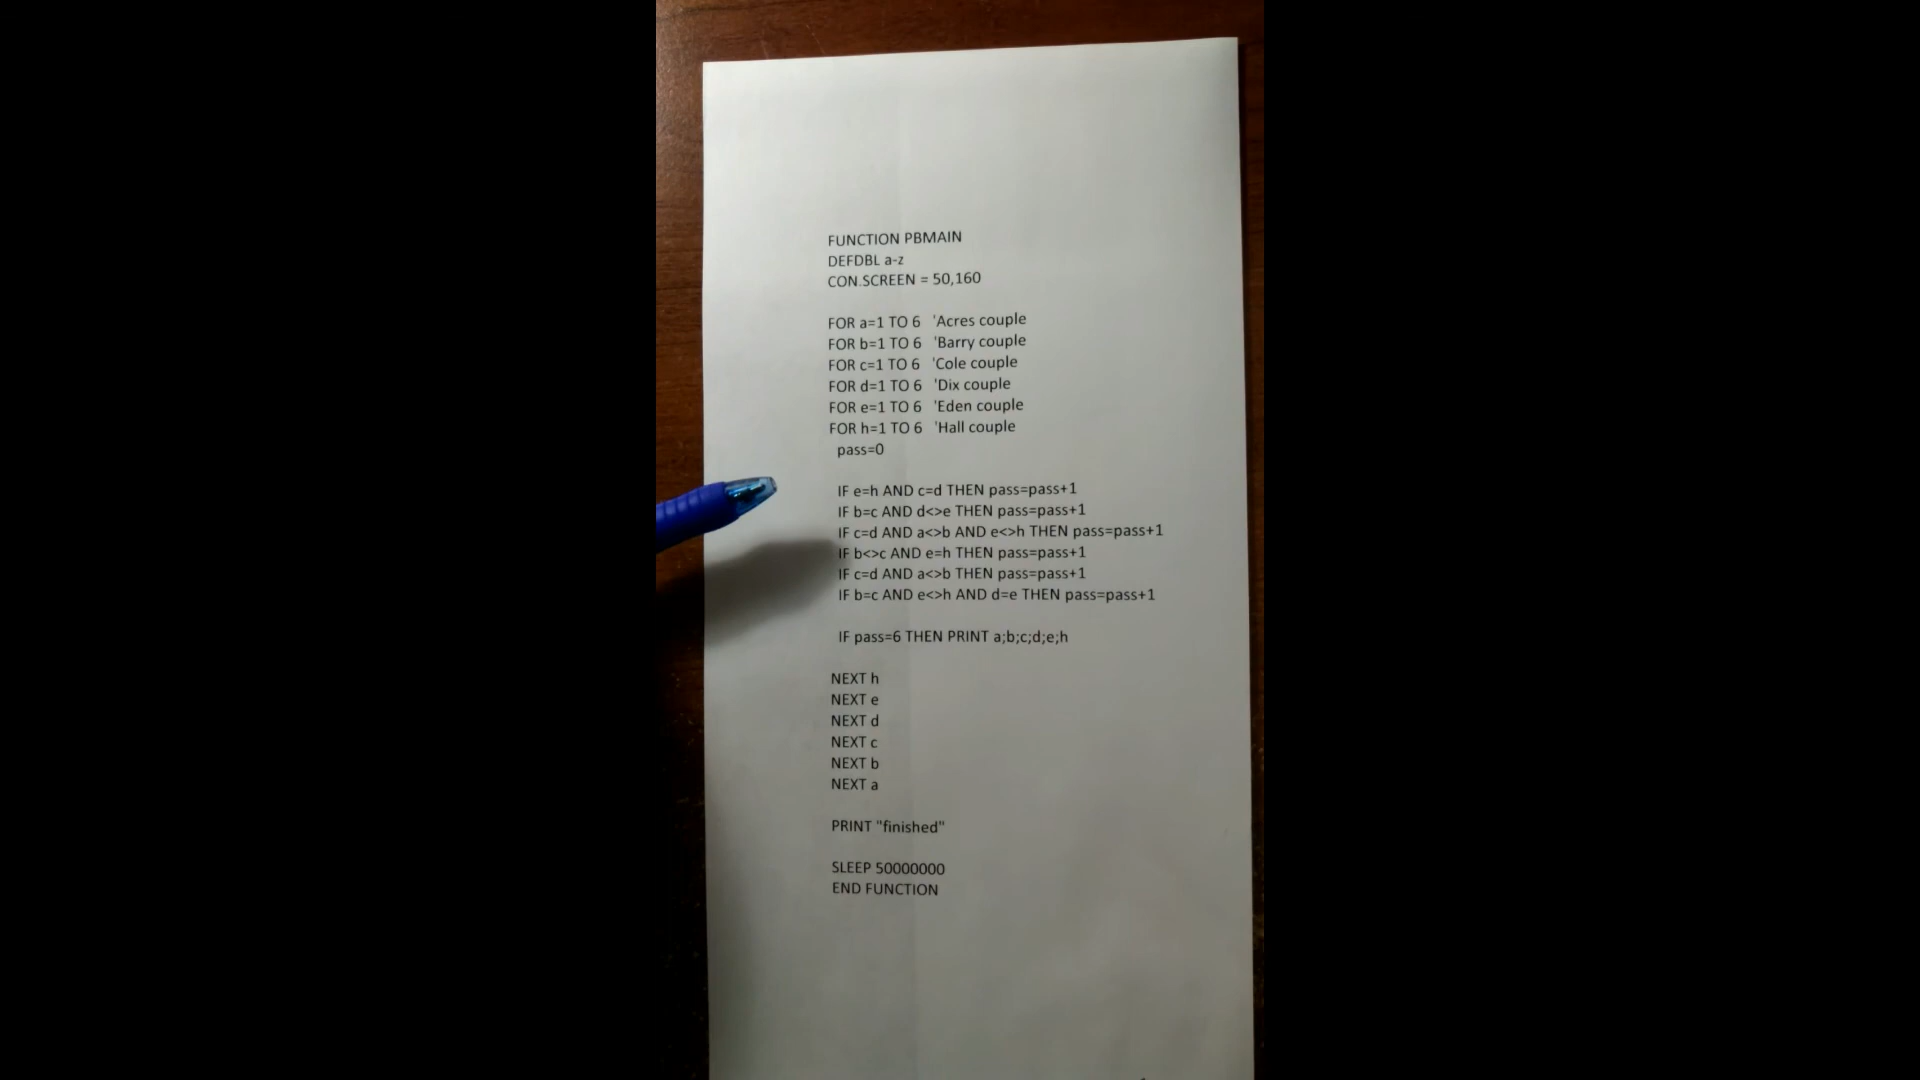 FUNCTION PBMAIN
DEFDBL a-z
CON.SCREEN = 50,160
FOR a=1 TO 6 'Acres couple
FOR b=1 TO 6 'Barry couple
FOR c=1 TO 6 'Cole couple
FOR d=1 TO 6 'Dix couple
FOR e=1 TO 6 'Eden couple
FOR h=1 TO 6 'Hall couple
pass=0
IF e=h AND c=d THEN pass=pass+1
IF b=c AND d<>e THEN pass=pass+1
IF c=d AND a<>b AND e<>h THEN pass=pass+1
IF b<>c AND e=h THEN pass=pass+1
IF c=d AND a<>b THEN pass=pass+1
IF b=c AND e<>h AND d=e THEN pass=pass+1
IF pass=6 THEN PRINT a;b;c;d;e;h
NEXT h
NEXT e
NEXT d
NEXT c
NEXT b
NEXT a
PRINT "finished"
SLEEP 50000000
END FUNCTION